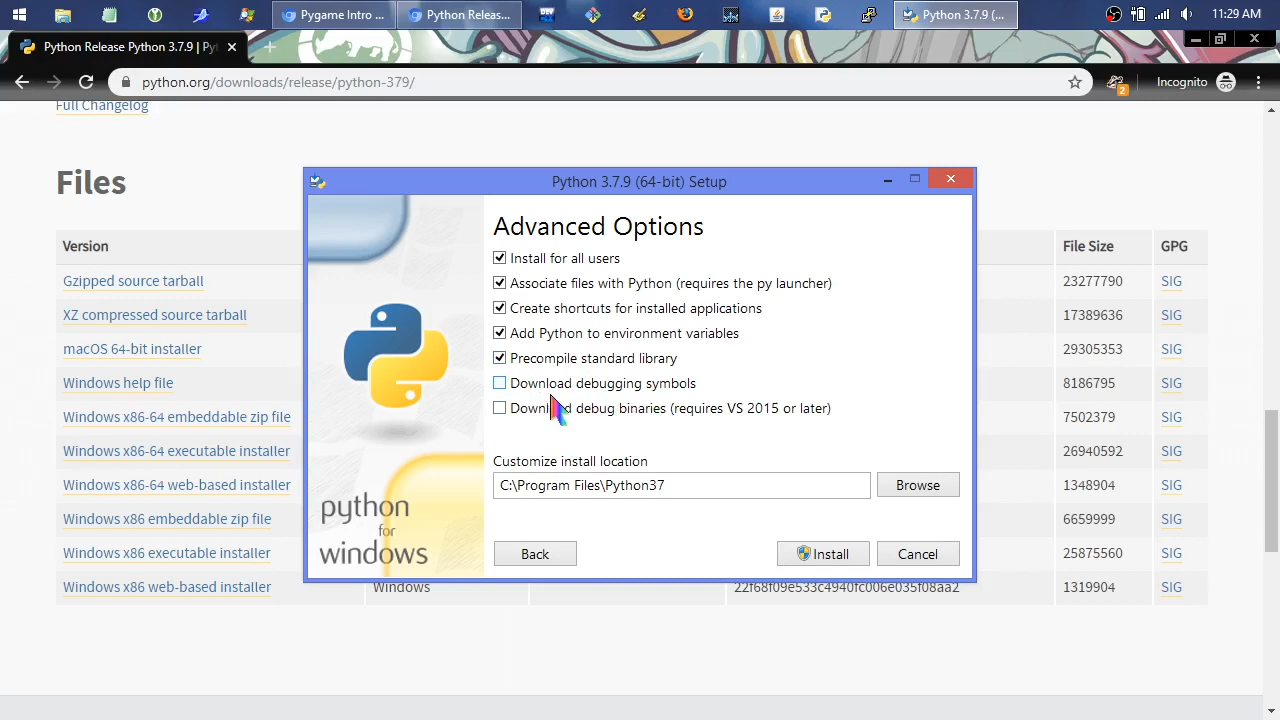 Pygame Intro ...
Python Releas...
Python 3.7.9 (...
11:29 AM
Python Release Python 3.7.9 | Pyt
python.org/downloads/release/python-379/
2
Incognito
Full Changelog
Files
Version
File Size
GPG
Gzipped source tarball
23277790
SIG
XZ compressed source tarball
17389636
SIG
macOS 64-bit installer
29305353
SIG
Windows help file
8186795
SIG
Windows x86-64 embeddable zip file
7502379
SIG
Windows x86-64 executable installer
26940592
SIG
Windows x86-64 web-based installer
1348904
SIG
Windows x86 embeddable zip file
6659999
SIG
Windows x86 executable installer
25875560
SIG
Windows x86 web-based installer
Windows
22f68f09e533c4940fc006e035f08aa2
1319904
SIG
Python 3.7.9 (64-bit) Setup
Advanced Options
Install for all users
Associate files with Python (requires the py launcher)
Create shortcuts for installed applications
Add Python to environment variables
Precompile standard library
Download debugging symbols
Download debug binaries (requires VS 2015 or later)
Customize install location
C:\Program Files\Python37
Browse
python
for
windows
Back
Install
Cancel